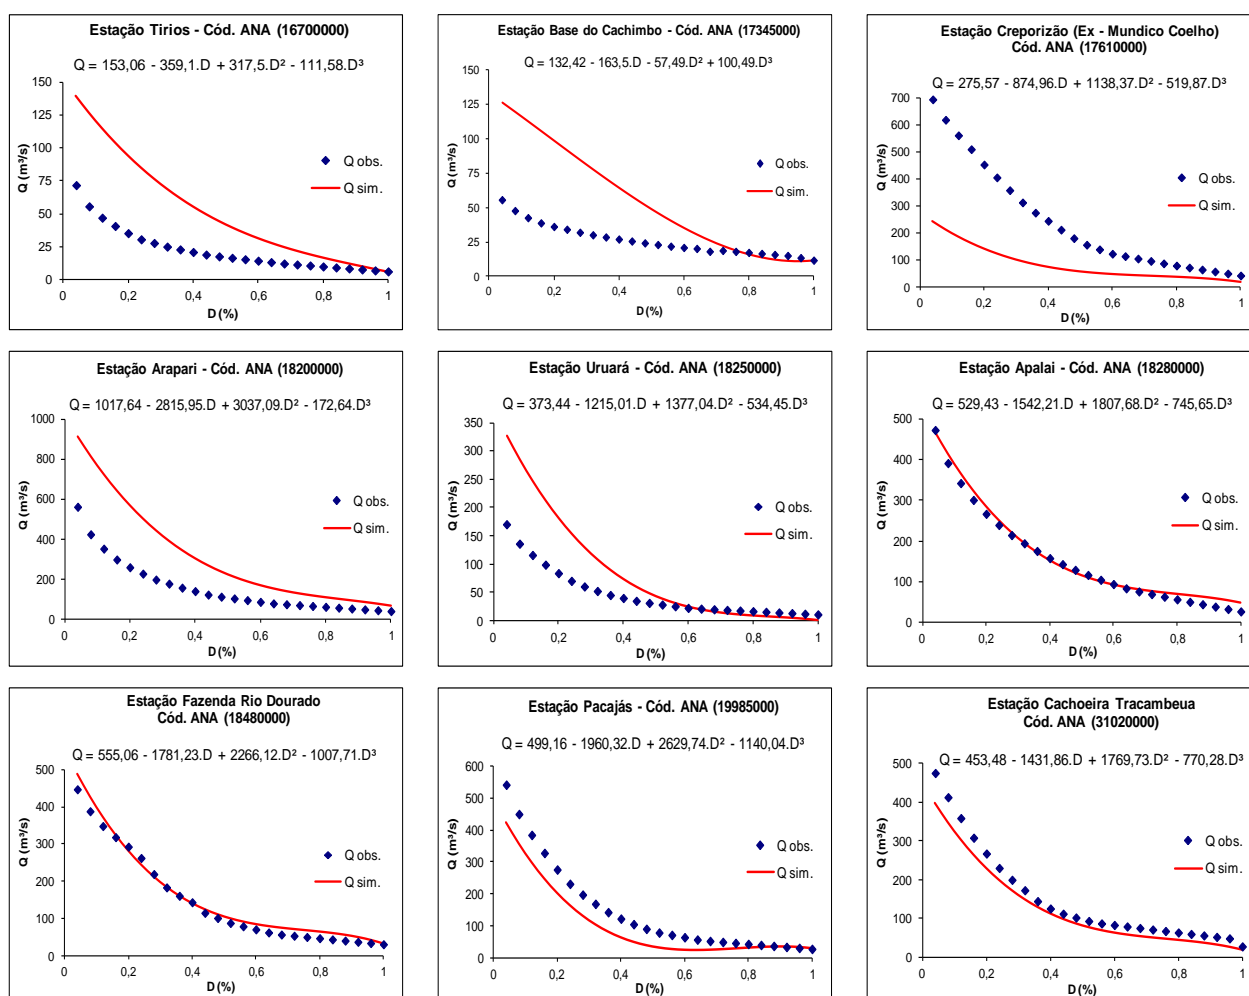 Estação Tirios - Cód. ANA (16700000)
Q = 153,06 - 359,1.D + 317,5.D² - 111,58.D³
150
125
100
75
50
25
0
Q (m³/s)
Q obs.
Q sim.
0
0,2
0,4
0,6
0,8
1
D (%)
Estação Base do Cachimbo - Cód. ANA (17345000)
Q = 132,42 - 163,5.D - 57,49.D² + 100,49.D³
150
125
100
75
50
25
0
Q (m³/s)
Q obs.
Q sim.
0
0,2
0,4
0,6
0,8
1
D (%)
Estação Creporizão (Ex - Mundico Coelho)
Cód. ANA (17610000)
Q = 275,57 - 874,96.D + 1138,37.D² - 519,87.D³
700
600
500
400
300
200
100
0
Q (m³/s)
Q obs.
Q sim.
0
0,2
0,4
0,6
0,8
1
D (%)
Estação Arapari - Cód. ANA (18200000)
Q = 1017,64 - 2815,95.D + 3037,09.D² - 172,64.D³
1000
800
600
400
200
0
Q (m³/s)
Q obs.
Q sim.
0
0,2
0,4
0,6
0,8
1
D (%)
Estação Uruará - Cód. ANA (18250000)
Q = 373,44 - 1215,01.D + 1377,04.D² - 534,45.D³
350
300
250
200
150
100
50
0
Q (m³/s)
Q obs.
Q sim.
0
0,2
0,4
0,6
0,8
1
D (%)
Estação Apalai - Cód. ANA (18280000)
Q = 529,43 - 1542,21.D + 1807,68.D² - 745,65.D³
500
400
300
200
100
0
Q (m³/s)
Q obs.
Q sim.
0
0,2
0,4
0,6
0,8
1
D (%)
Estação Fazenda Rio Dourado
Cód. ANA (18480000)
Q = 555,06 - 1781,23.D + 2266,12.D² - 1007,71.D³
500
400
300
200
100
0
Q (m³/s)
Q obs.
Q sim.
0
0,2
0,4
0,6
0,8
1
D (%)
Estação Pacajás - Cód. ANA (19985000)
Q = 499,16 - 1960,32.D + 2629,74.D² - 1140,04.D³
600
500
400
300
200
100
0
Q (m³/s)
Q obs.
Q sim.
0
0,2
0,4
0,6
0,8
1
D (%)
Estação Cachoeira Tracambeua
Cód. ANA (31020000)
Q = 453,48 - 1431,86.D + 1769,73.D² - 770,28.D³
500
400
300
200
100
0
Q (m³/s)
Q obs.
Q sim.
0
0,2
0,4
0,6
0,8
1
D (%)